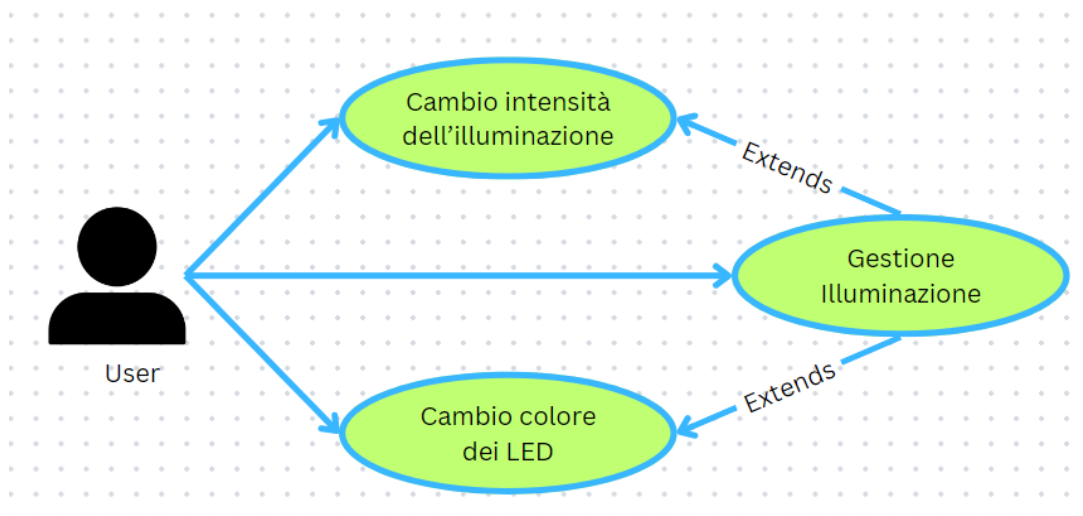 Cambio intensità
dell’illuminazione
Extends
Gestione
Illuminazione
User
Extends
Cambio colore
dei LED